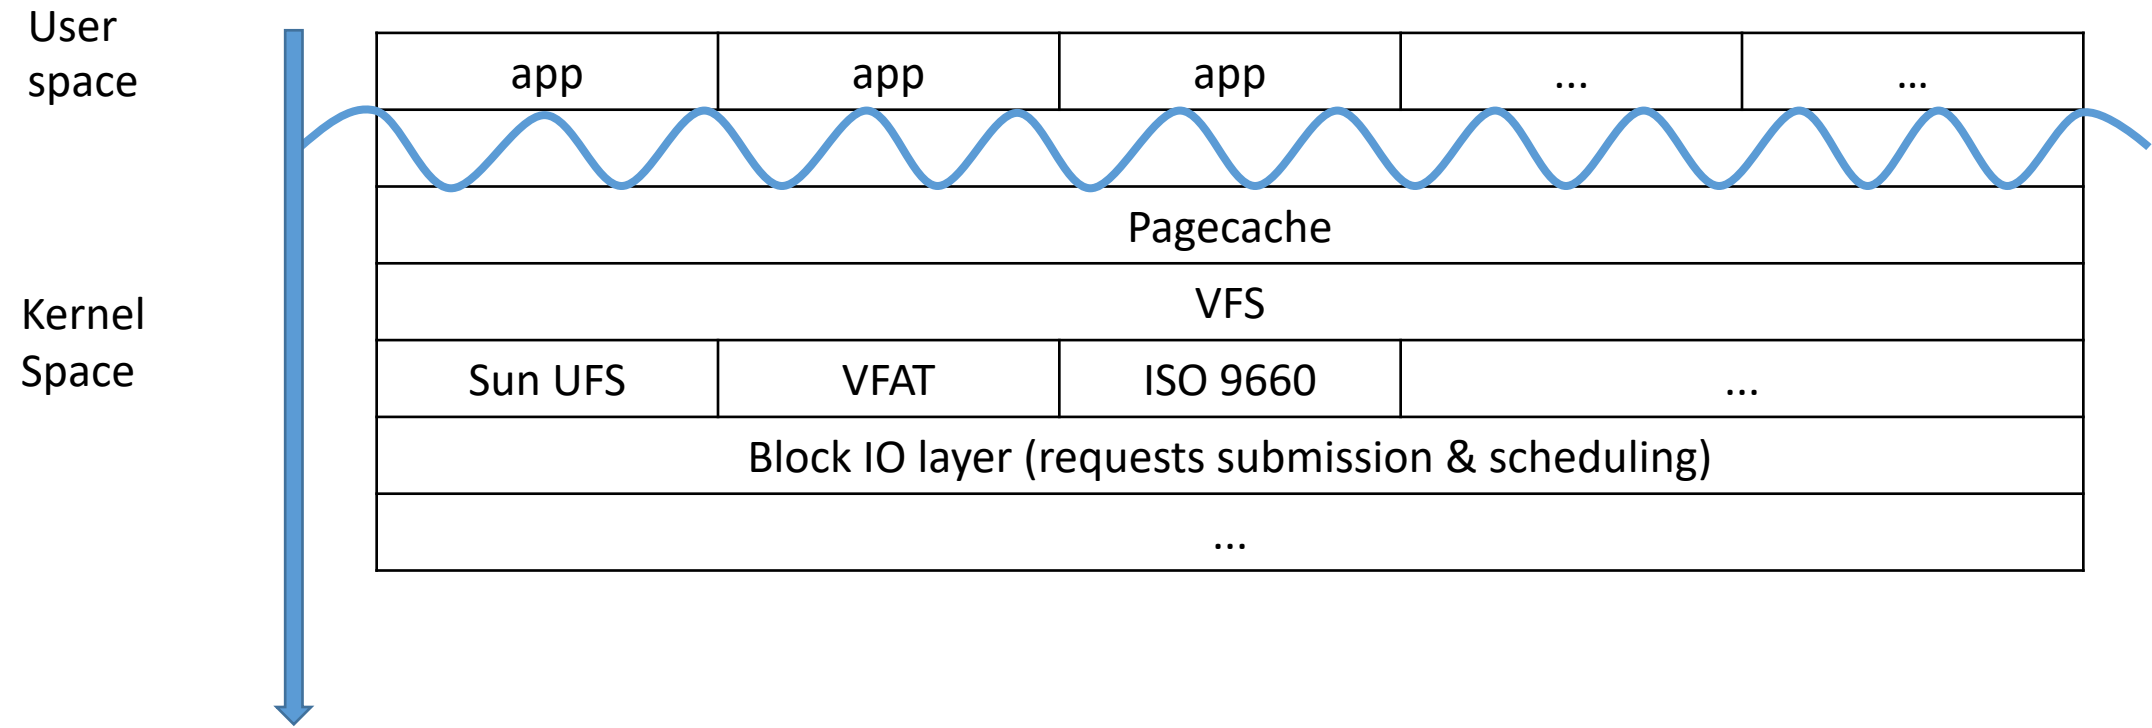 User
space
app
app
app
...
...
Pagecache
VFS
Kernel
Space
Sun UFS
VFAT
ISO 9660
...
Block IO layer (requests submission & scheduling)
...